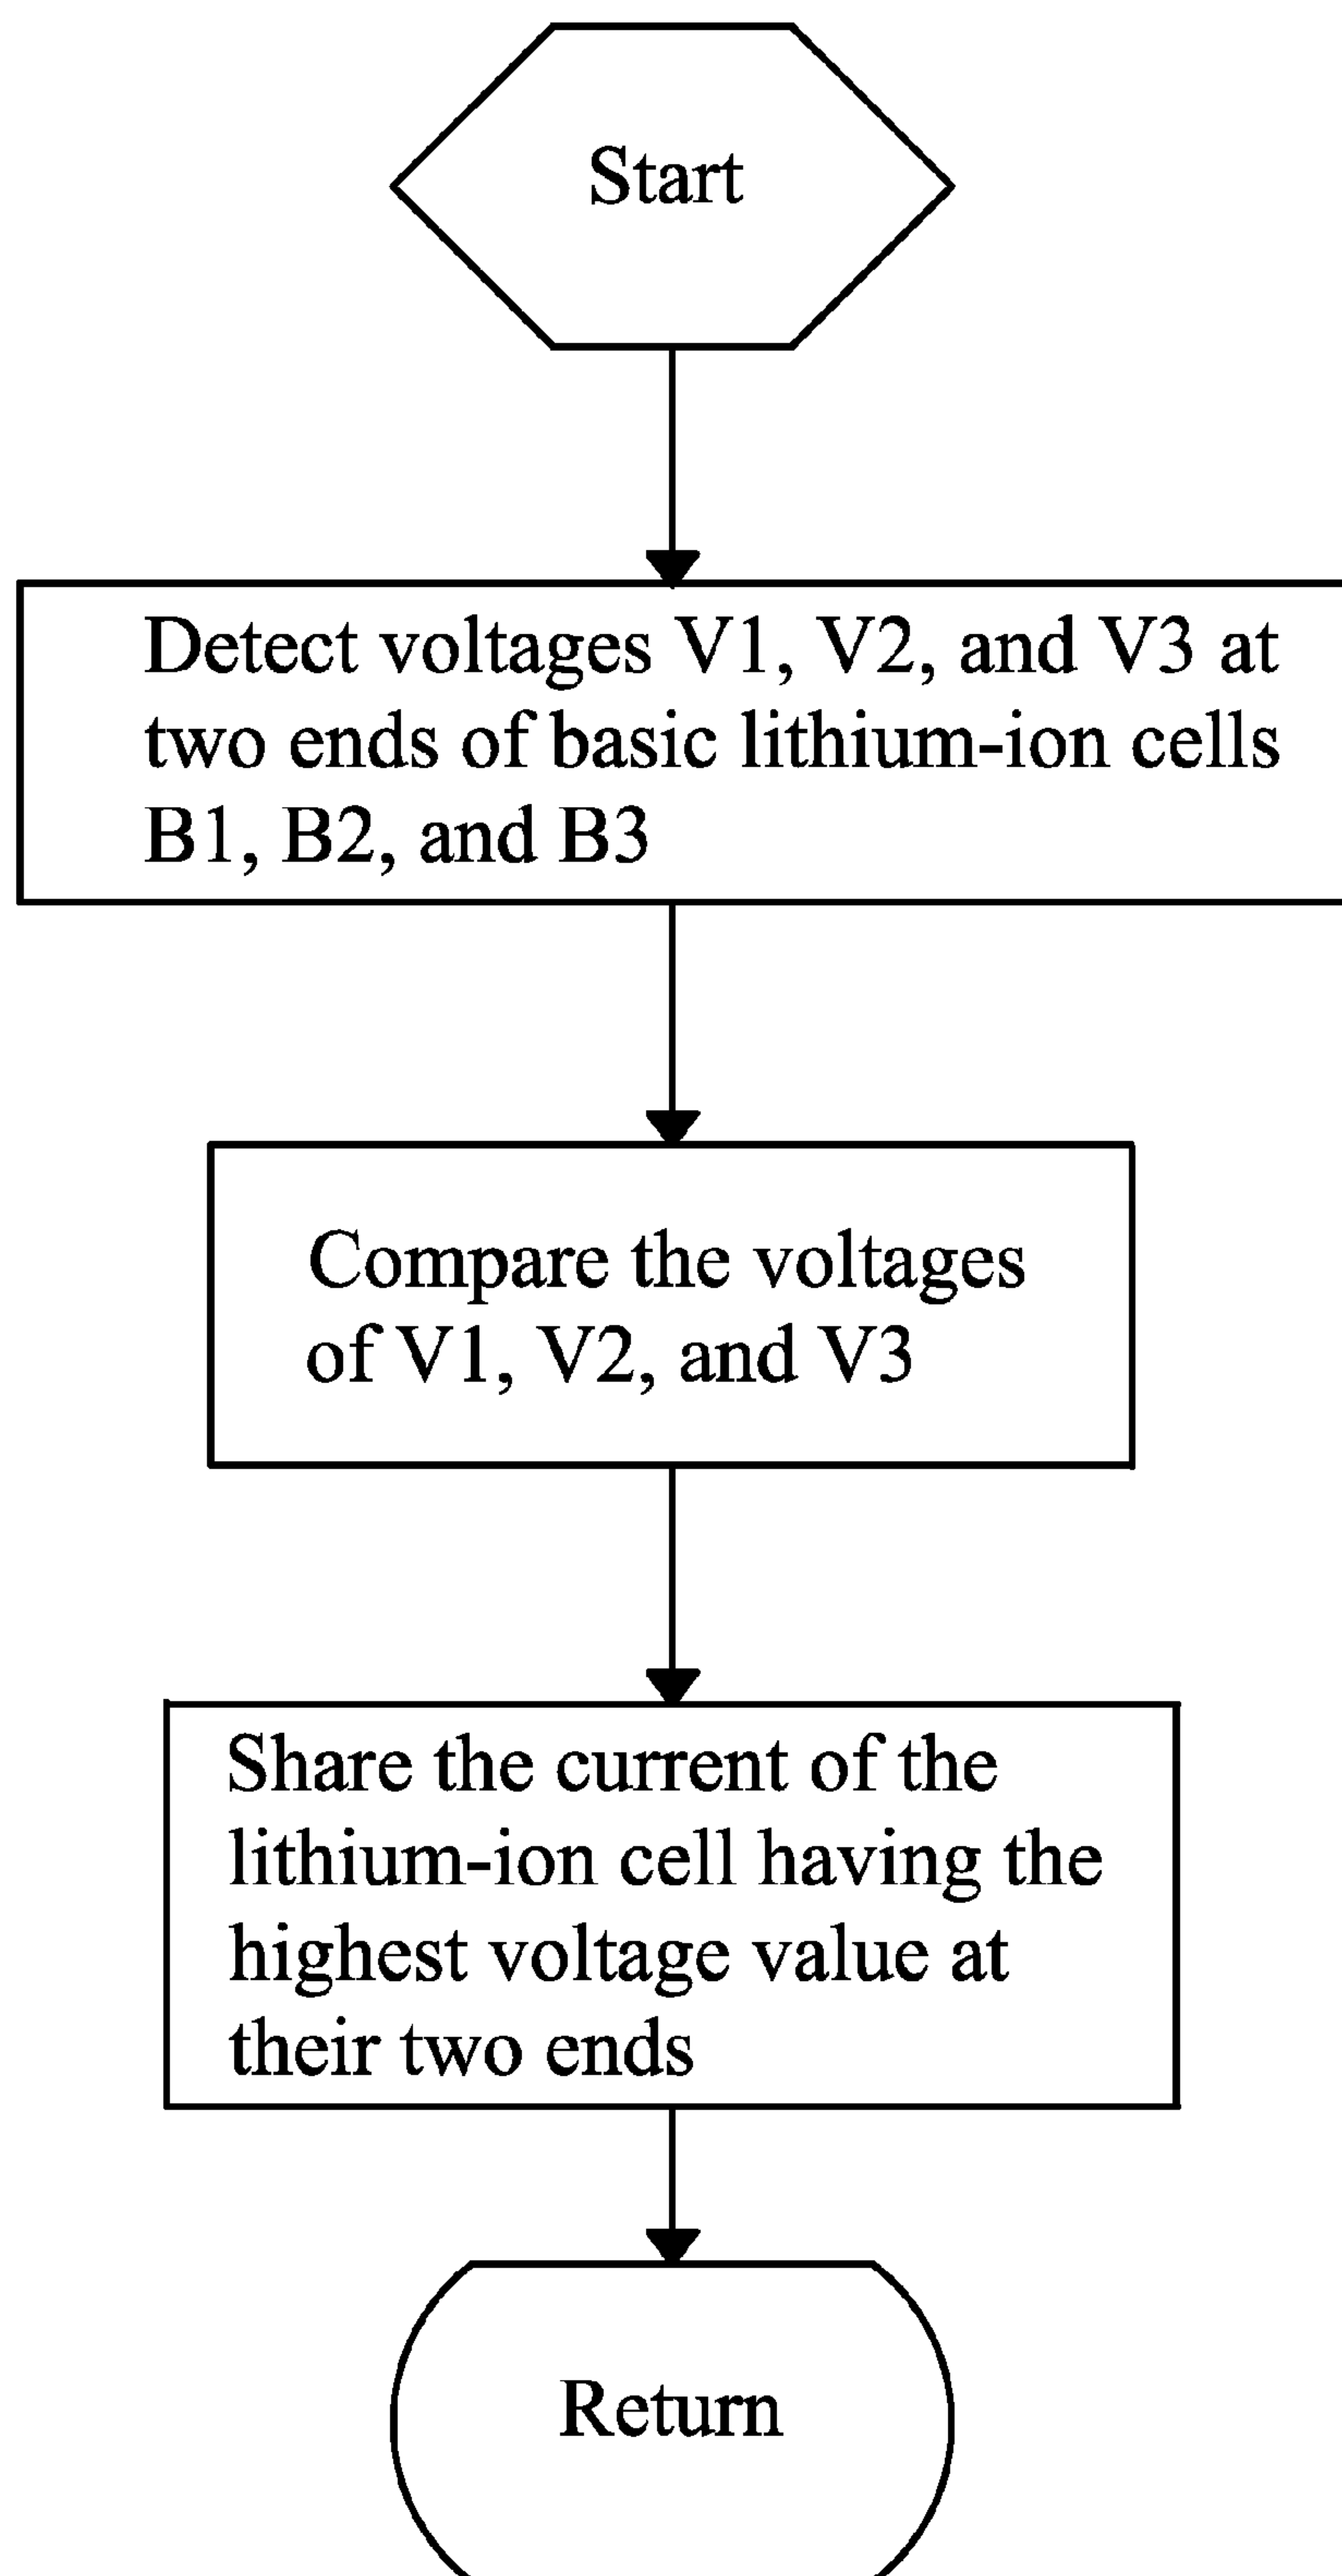 Start
Detect voltages V1, V2, and V3 at
two ends of basic lithium-ion cells
B1, B2, and B3
Compare the voltages
of V1, V2, and V3
Share the current of the
lithium-ion cell having the
highest voltage value at
their two ends
Return